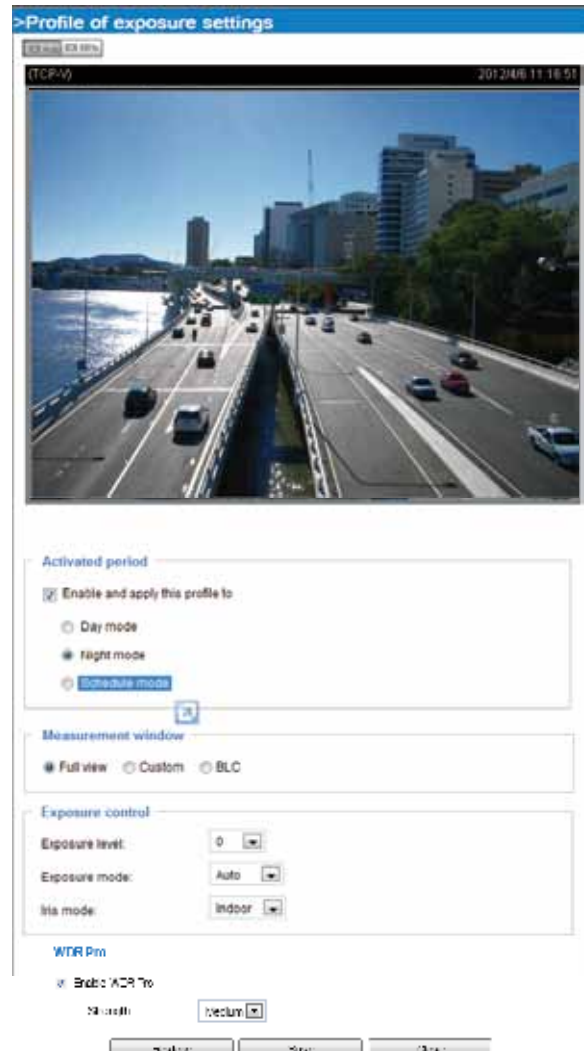 >Profile of exposure settings
(TCP-V) 2012/4/6 11:16:51
Activated period
Enable and apply this profile to
Day mode
Night mode
Schedule mode
Measurement window
Full view Custom BLC
Exposure control
Exposure level: 0
Exposure mode: Auto
Iris mode: Indoor
WDR Pro
Enable WDR Pro
Strength Medium